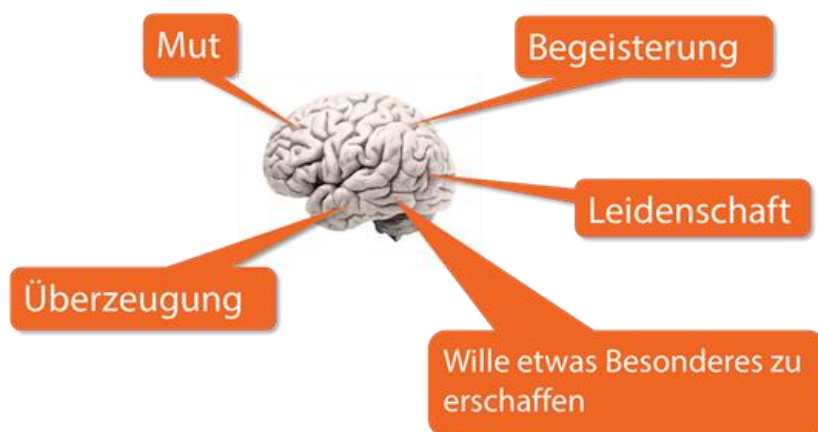 Mut
Begeisterung
Leidenschaft
Überzeugung
Wille etwas Besonderes zu
erschaffen